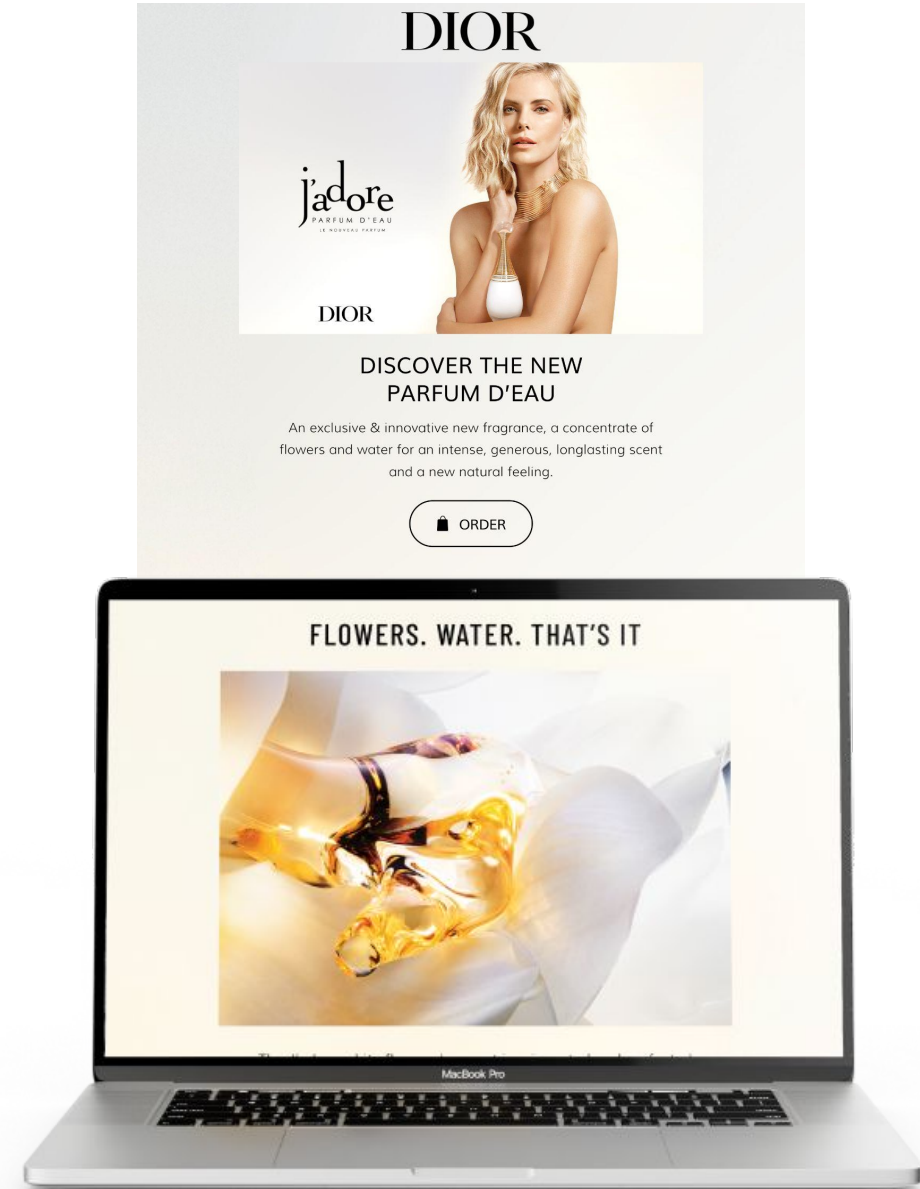 DIOR
j'adore
PARFUM D'EAU
LE NOUVEAU PARFUM
DIOR
DISCOVER THE NEW
PARFUM D'EAU
An exclusive & innovative new fragrance, a concentrate of
flowers and water for an intense, generous, longlasting scent
and a new natural feeling.
ORDER
FLOWERS. WATER. THAT'S IT
MacBook Pro